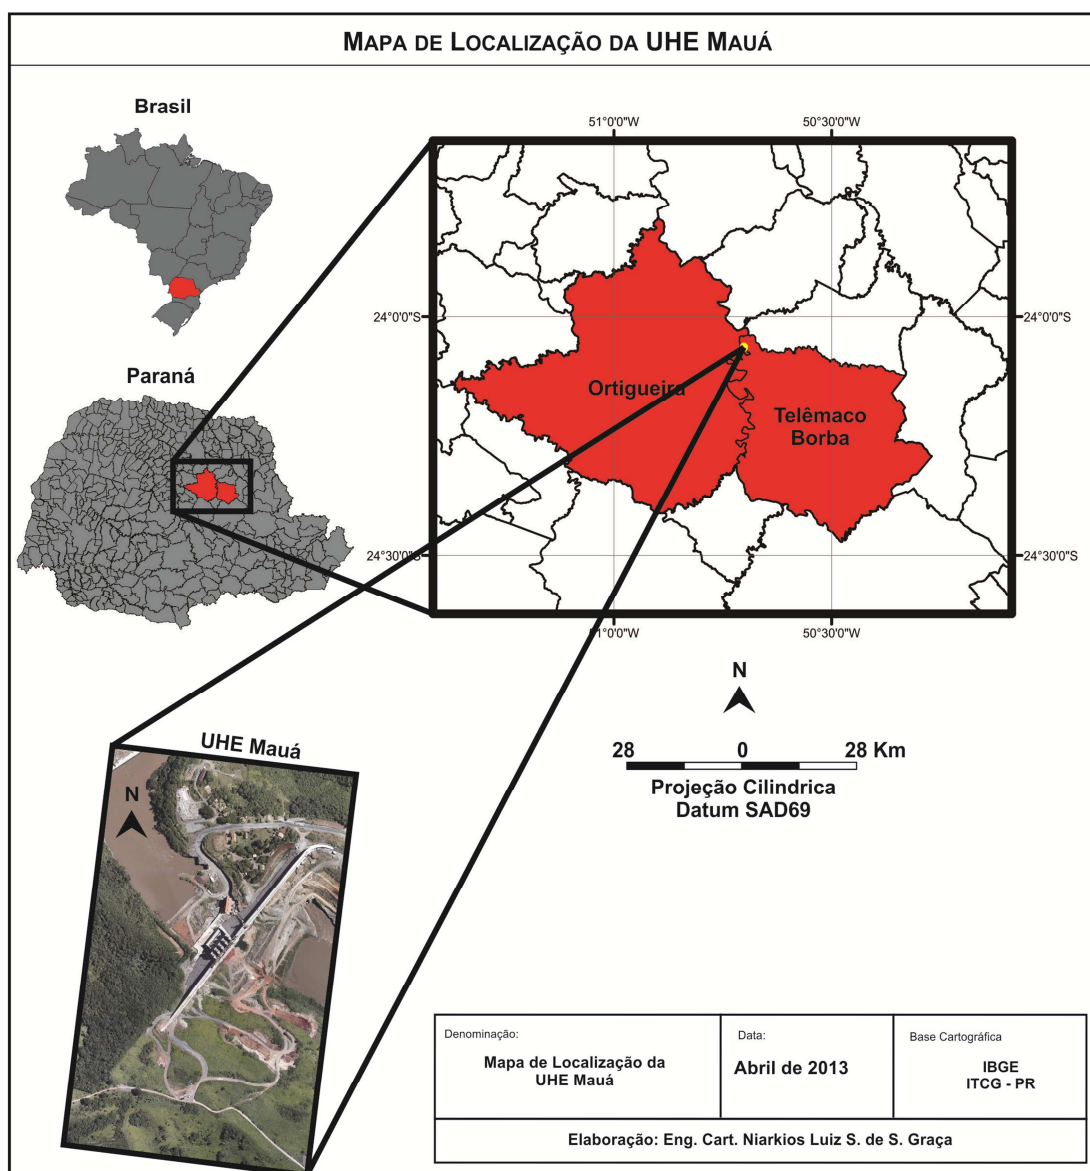 MAPA DE LOCALIZAÇÃO DA UHE MAUÁ
Brasil
51°0'0"W
50°30'0"W
24°0'0"S
24°0'0"S
Paraná
Ortigueira
Telêmaco
Borba
24°30'0"S
24°30'0"S
51°0'0"W
50°30'0"W
N
28 0 28 Km
Projeção Cilindrica
Datum SAD69
UHE Mauá
N
Denominação:
Mapa de Localização da
UHE Mauá
Data:
Abril de 2013
Base Cartográfica
IBGE
ITCG - PR
Elaboração: Eng. Cart. Niarkios Luiz S. de S. Graça